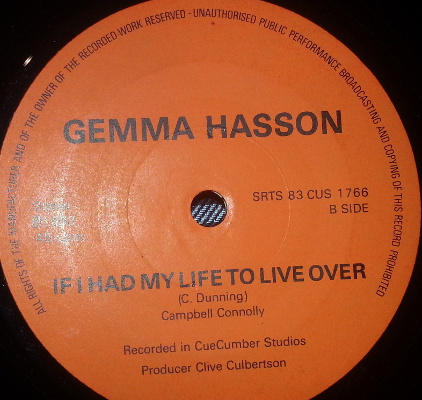 ALL RIGHTS OF THE MANUFACTURER AND OF THE OWNER OF THE RECORDED WORK RESERVED - UNAUTHORISED PUBLIC PERFORMANCE BROADCASTING AND COPYING OF THIS RECORD PROHIBITED
GEMMA HASSON
SRTS 83 CUS 1766
B SIDE
IF I HAD MY LIFE TO LIVE OVER
(C. Dunning)
Campbell Connolly
Recorded in CueCumber Studios
Producer Clive Culbertson